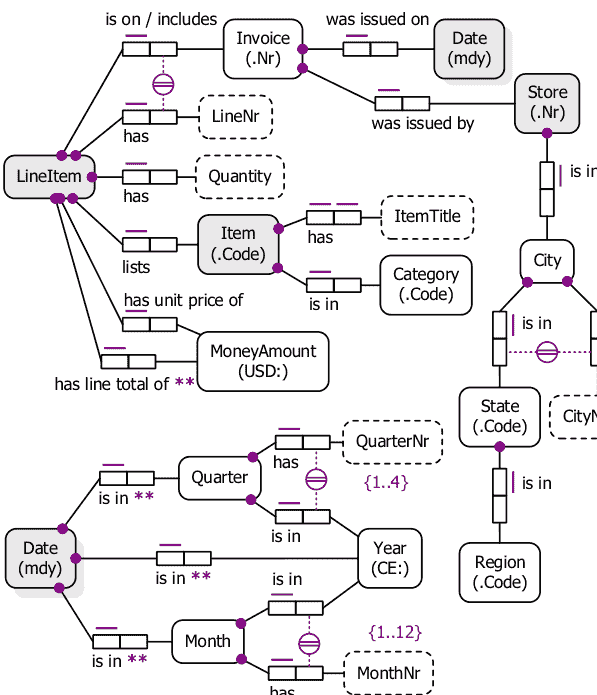 is on / includes
was issued on
Invoice
(.Nr)
Date
(mdy)
Store
(.Nr)
was issued by
LineNr
has
is in
LineItem
Quantity
has
Item
(.Code)
ItemTitle
has
lists
City
Category
(.Code)
is in
has unit price of
is in
MoneyAmount
(USD:)
has line total of **
State
(.Code)
CityN
QuarterNr
has
Quarter
{1..4}
is in **
is in
is in
Date
(mdy)
Year
(CE:)
is in **
is in
Region
(.Code)
Month
{1..12}
is in **
MonthNr
has